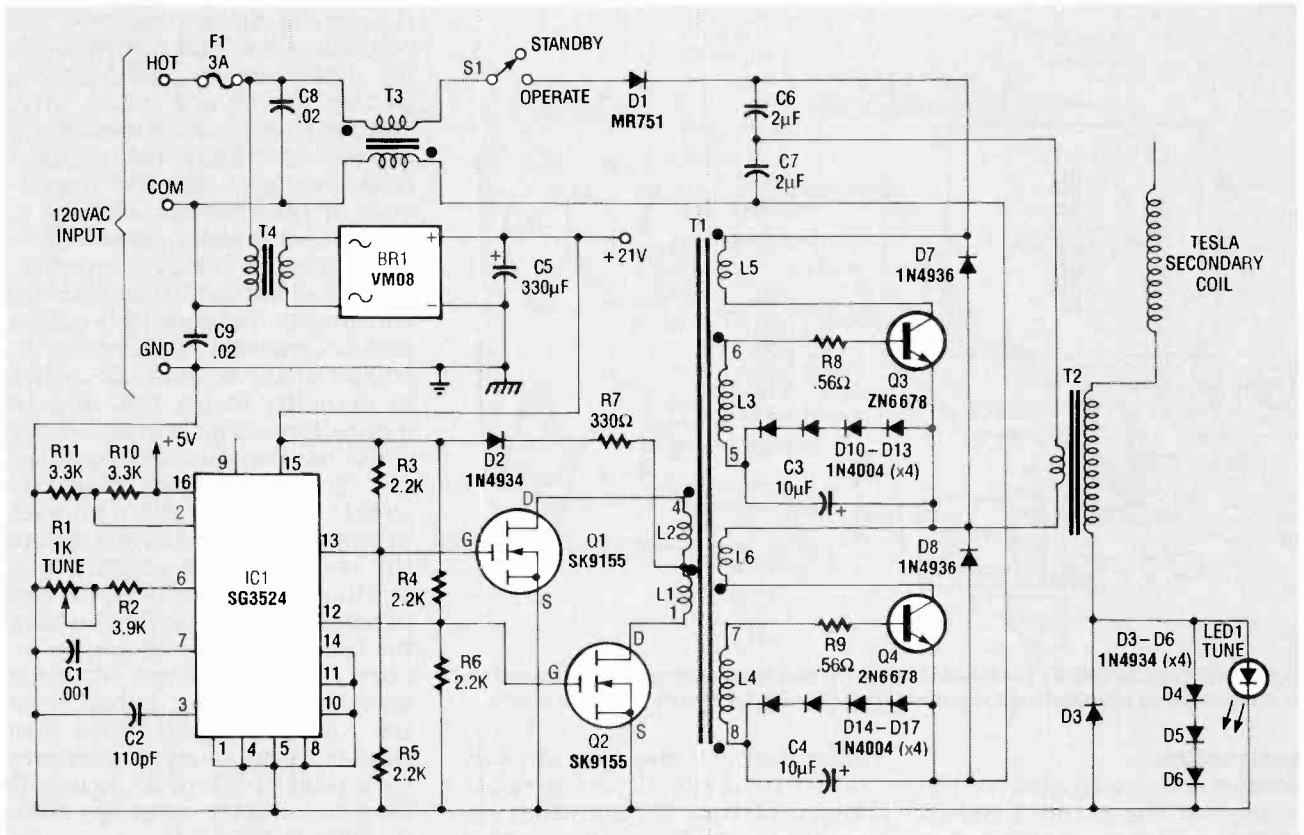 HOT
F1
3A
C8
.02
T3
S1
STANDBY
OPERATE
D1
MR751
C6
2µF
C7
2µF
COM
120VAC
INPUT
T4
BR1
VM08
+
-
+
C5
330µF
+21V
T1
L5
D7
1N4936
TESLA
SECONDARY
COIL
C9
.02
GND
6
R8
.56Ω
Q3
ZN6678
T2
L3
5
D10–D13
1N4004 (x4)
C3
10µF
+
R7
330Ω
+5V
R11
3.3K
R10
3.3K
9
15
16
2
D2
1N4934
R3
2.2K
D
4
L2
G
Q1
SK9155
S
L6
D8
1N4936
13
R1
1K
TUNE
6
IC1
SG3524
R4
2.2K
L1
1
R2
3.9K
12
7
14
11
C1
.001
3
10
C2
110pF
1
4
5
8
R6
2.2K
D
G
S
Q2
SK9155
R5
2.2K
7
R9
.56Ω
Q4
2N6678
L4
8
D14–D17
1N4004 (x4)
C4
10µF
+
D3–D6
1N4934 (x4)
LED1
TUNE
D3
D4
D5
D6